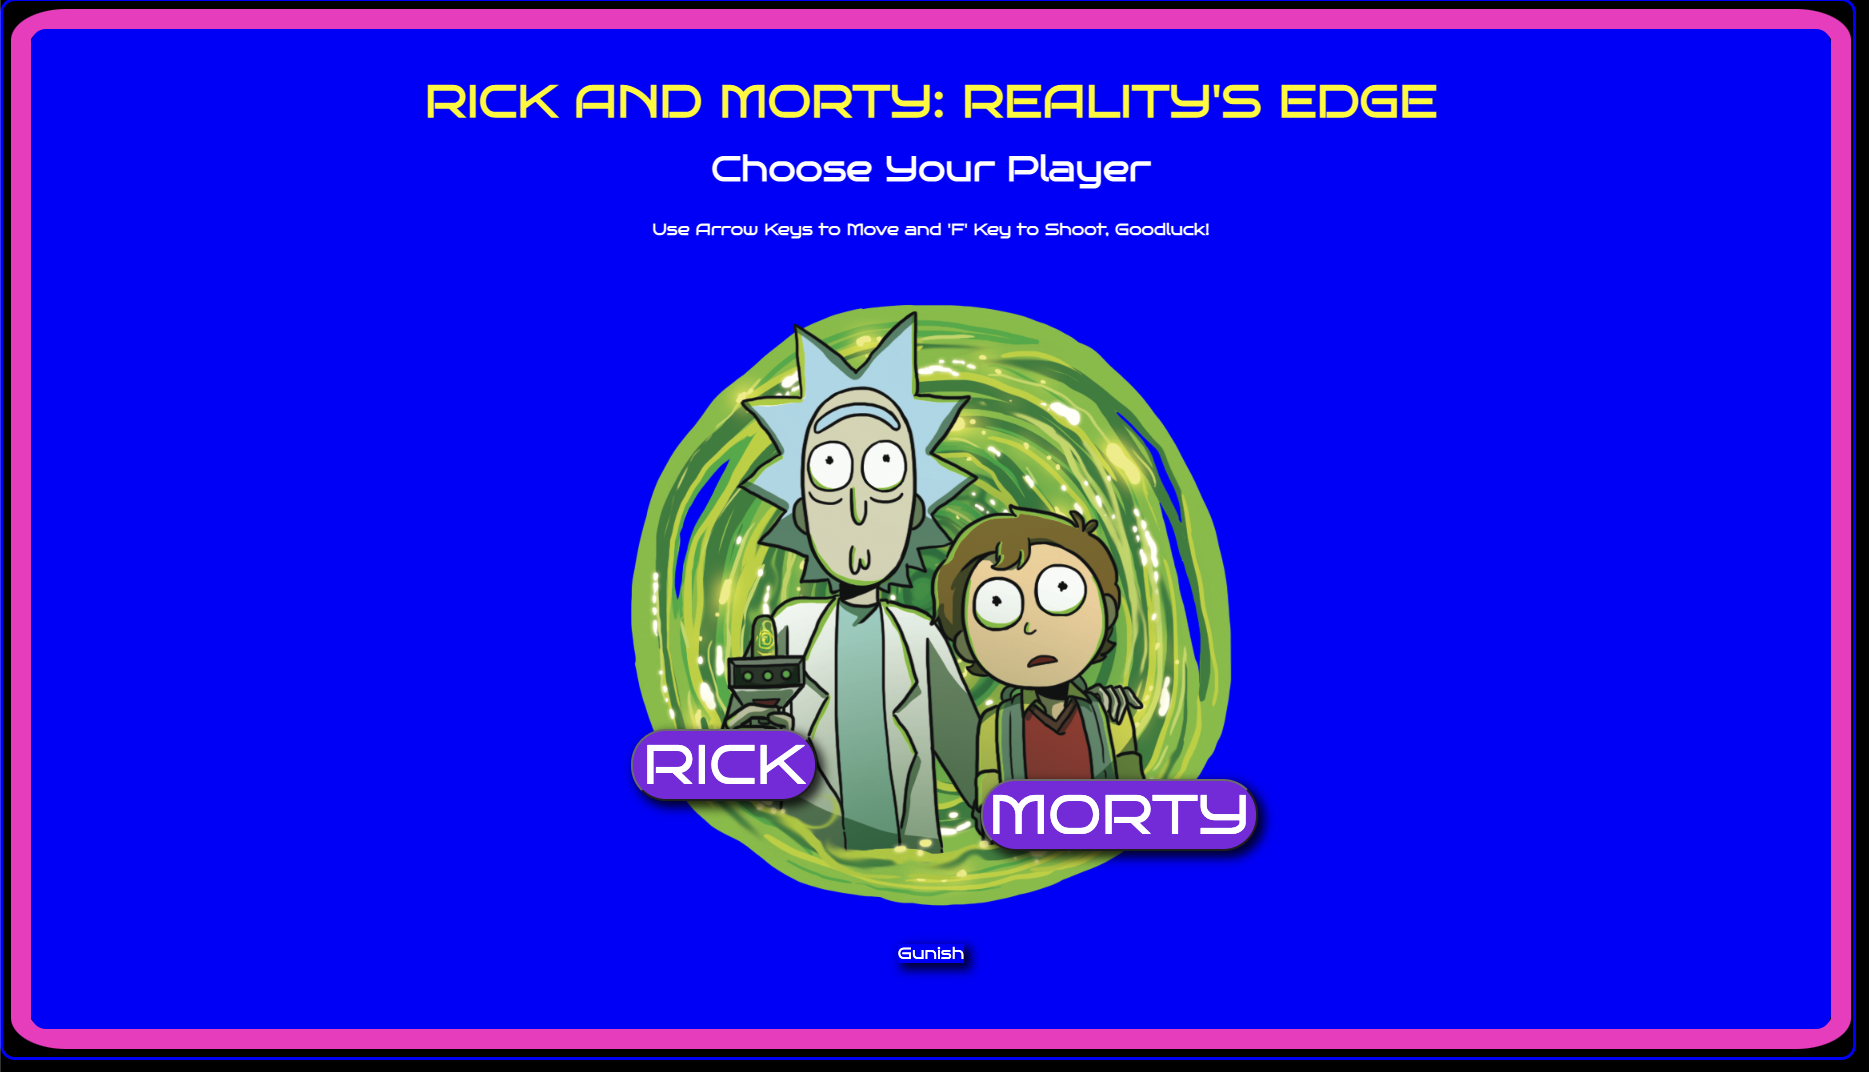 RICK AND MORTY: REALITY'S EDGE
Choose Your Player
Use Arrow Keys to Move and 'F' Key to Shoot, Goodluck!
RICK
MORTY
Gunish